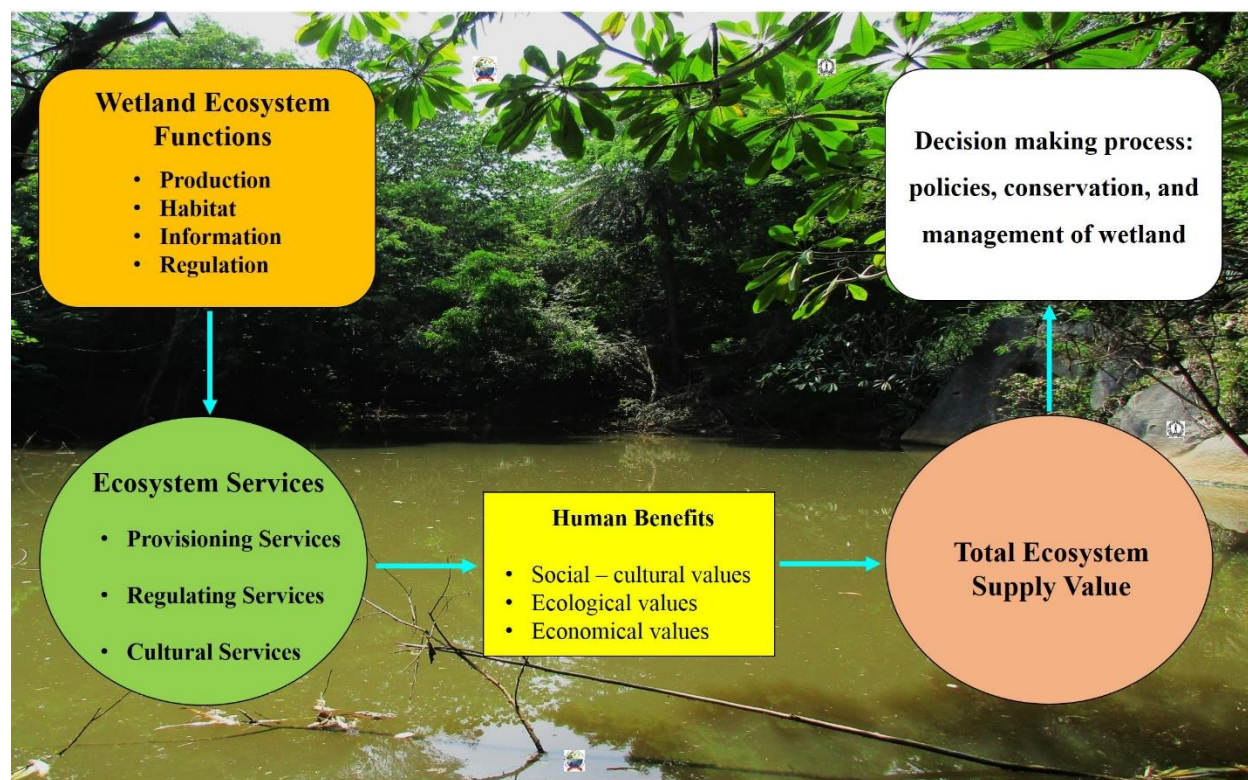 Wetland Ecosystem
Functions
• Production
• Habitat
• Information
• Regulation
Ecosystem Services
• Provisioning Services
• Regulating Services
• Cultural Services
Human Benefits
• Social – cultural values
• Ecological values
• Economical values
Total Ecosystem
Supply Value
Decision making process:
policies, conservation, and
management of wetland